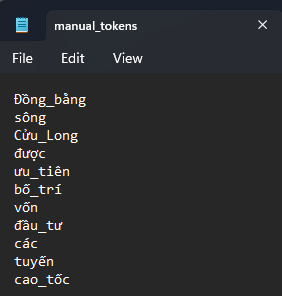 manual_tokens
File Edit View
Đồng_bằng
sông
Cửu_Long
được
ưu_tiên
bố_trí
vốn
đầu_tư
các
tuyến
cao_tốc